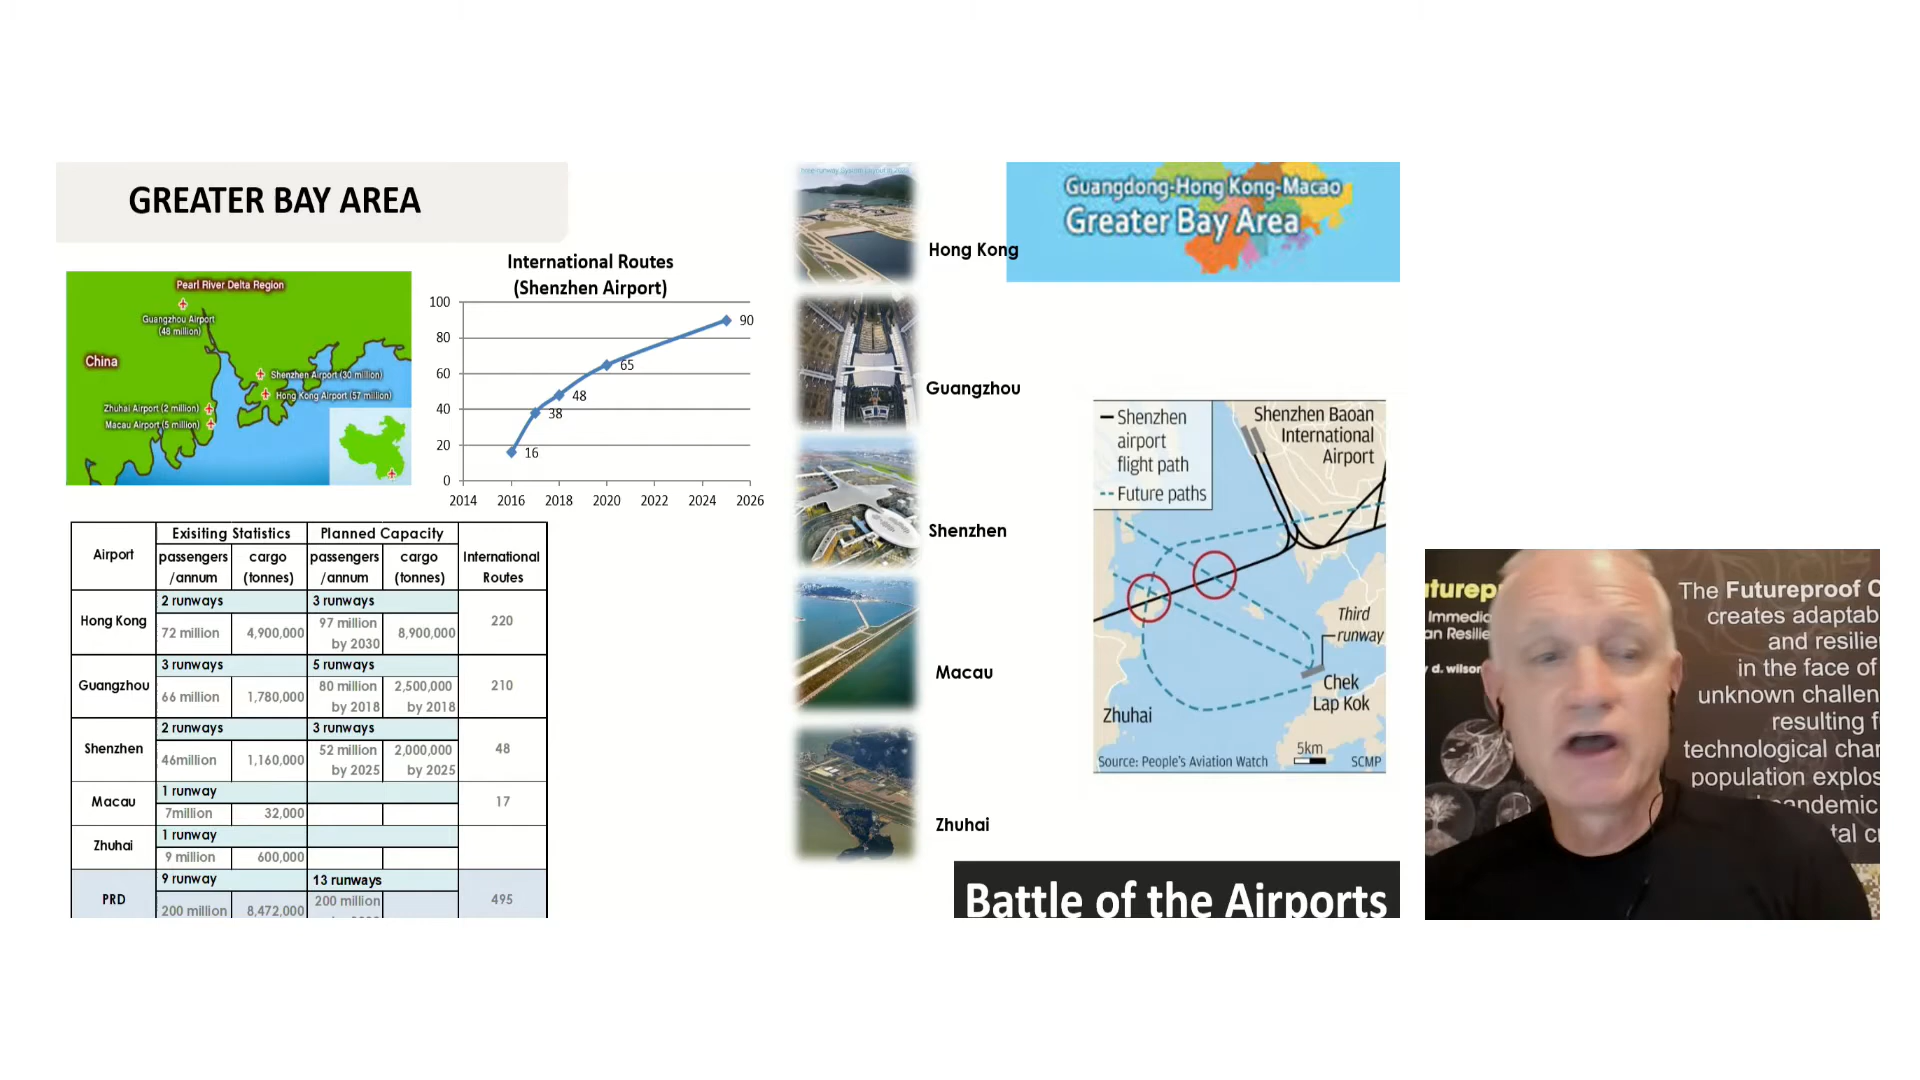 GREATER BAY AREA
Pearl River Delta Region
Guangzhou Airport
(48 million)
China
Shenzhen Airport (30 million)
Hong Kong Airport (57 million)
Zhuhai Airport (2 million)
Macau Airport (5 million)
International Routes
(Shenzhen Airport)
100
80
60
40
20
0
90
65
48
38
16
2014 2016 2018 2020 2022 2024 2026
Airport
Exisiting Statistics Planned Capacity
International
Routes
passengers cargo passengers cargo
/annum (tonnes) /annum (tonnes)
Hong Kong
2 runways 3 runways
220
72 million 4,900,000 97 million 8,900,000
by 2030
Guangzhou
3 runways 5 runways
210
66 million 1,780,000 80 million 2,500,000
by 2018 by 2018
Shenzhen
2 runways 3 runways
48
46million 1,160,000 52 million 2,000,000
by 2025 by 2025
Macau
1 runway
17
7million 32,000
Zhuhai
1 runway
9 million 600,000
PRD
9 runway 13 runways
495
200 million 8,472,000 200 million
Hong Kong
Guangzhou
Shenzhen
Macau
Zhuhai
Guangdong-Hong Kong-Macao
Greater Bay Area
Shenzhen
airport
flight path
Future paths
Shenzhen Baoan
International
Airport
Third
runway
Chek
Lap Kok
Zhuhai
5km
Source: People's Aviation Watch SCMP
Battle of the Airports
turep
Immedic
an Resilie
d. wilson
The Futureproof C
creates adaptab
and resilie
in the face of
unknown challen
resulting f
technological char
population explos
andemic
tal cr